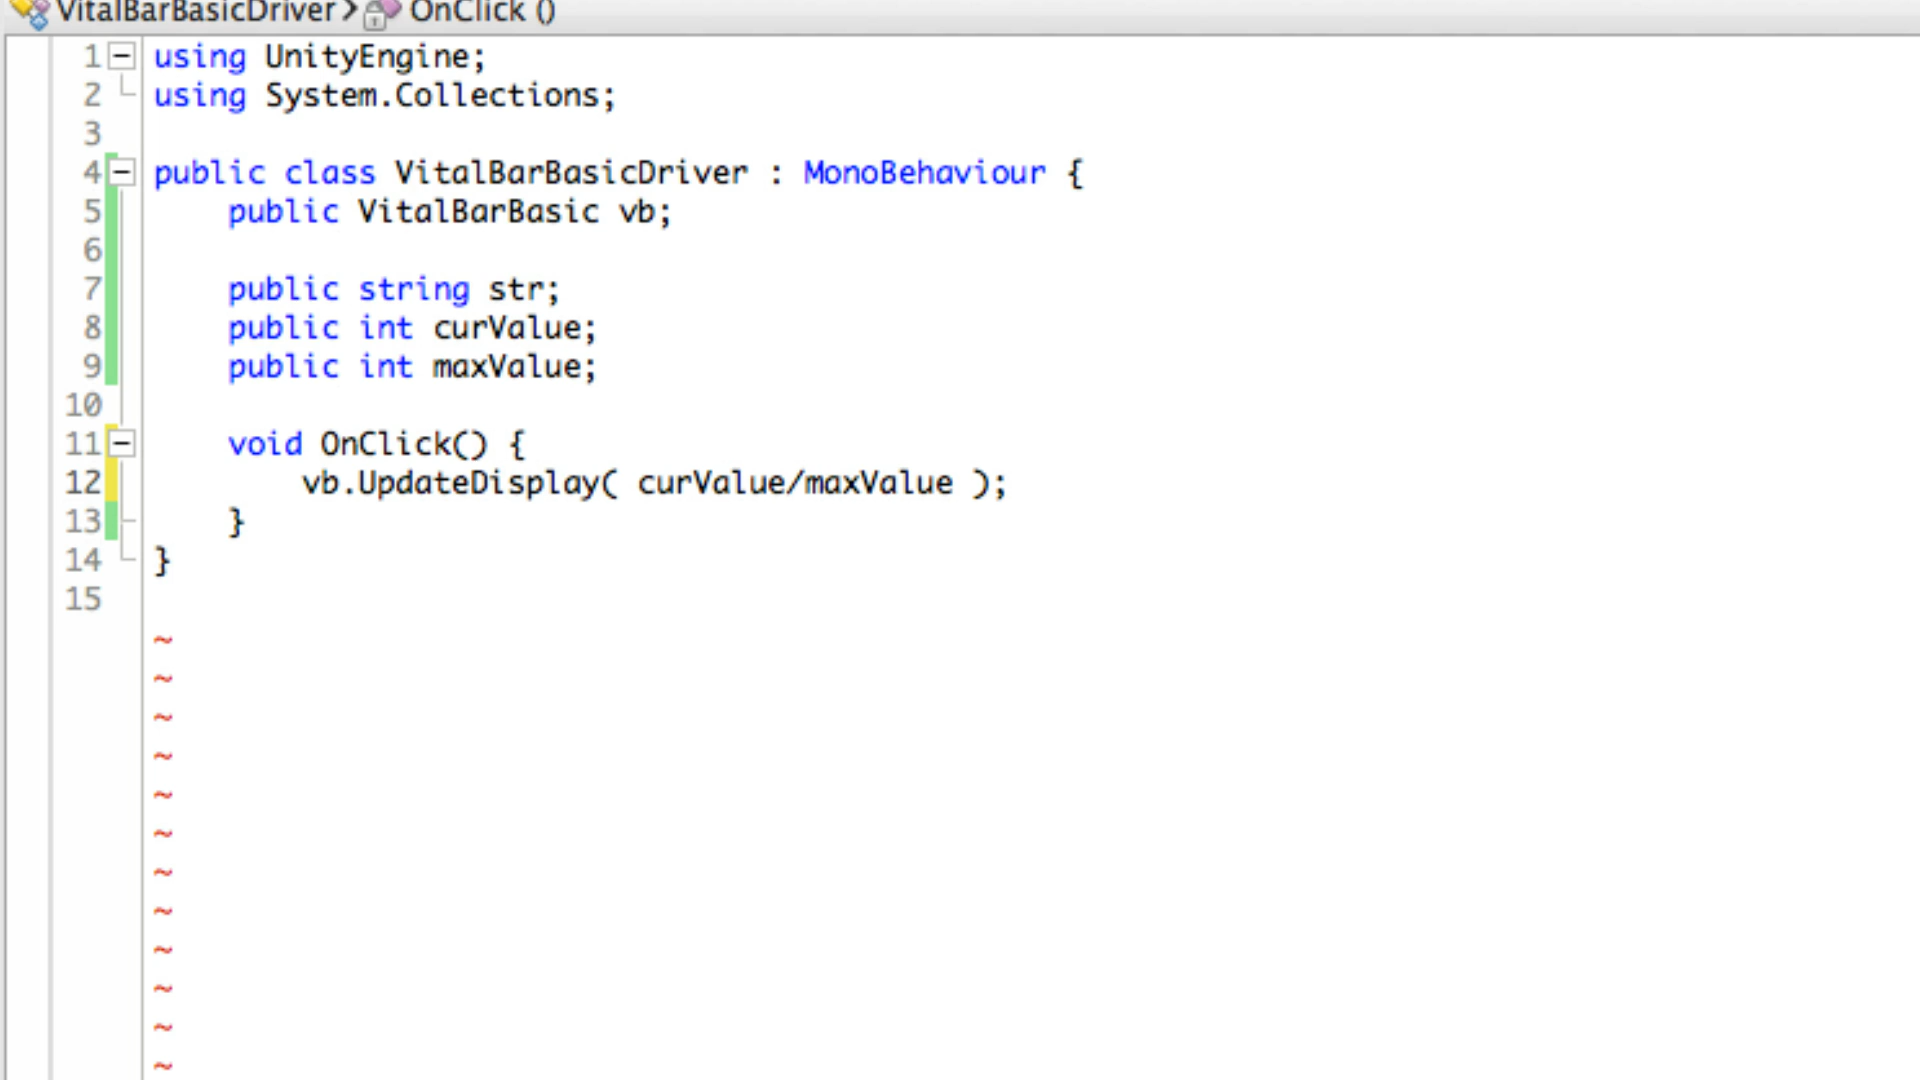 VitalBarBasicDriver > OnClick ()
1 using UnityEngine;
2 using System.Collections;
3
4 public class VitalBarBasicDriver : MonoBehaviour {
5 public VitalBarBasic vb;
6
7 public string str;
8 public int curValue;
9 public int maxValue;
10
11 void OnClick() {
12 vb.UpdateDisplay( curValue/maxValue );
13 }
14 }
15
~
~
~
~
~
~
~
~
~
~
~
~